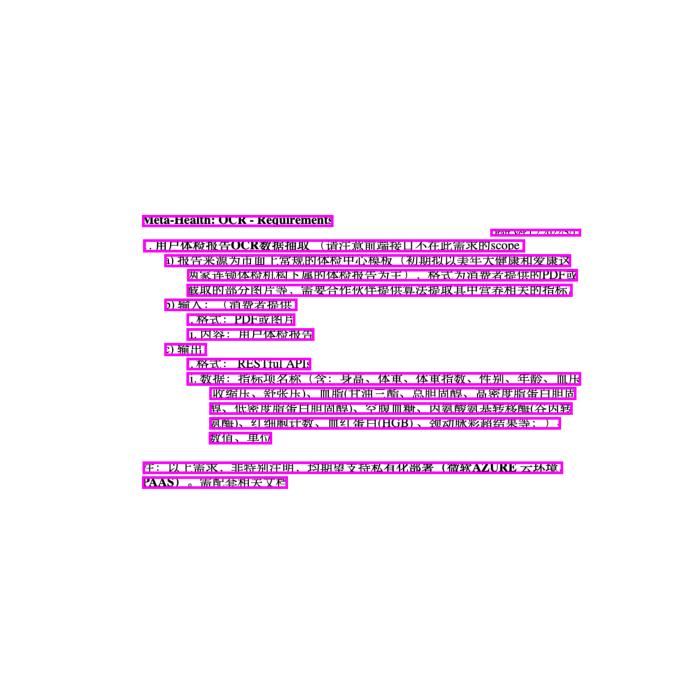 Meta-Health: OCR - Requirements
用户体检报告OCR数据抽取（请注意前端接口不在此需求的scope
a) 报告来源为市面上常规的体检中心模板（初期拟以美年大健康和爱康这
两家连锁体检机构下属的体检报告为主），格式为消费者提供的PDF或
截取的部分图片等，需要合作伙伴提供算法提取其中营养相关的指标
b) 输入：（消费者提供
i. 格式：PDF或图片
ii. 内容：用户体检报告
c) 输出
i. 格式： RESTful APIs
ii. 数据：指标项名称（含：身高、体重、体重指数、性别、年龄、血压
收缩压、舒张压)、血脂(甘油三酯、总胆固醇、高密度脂蛋白胆固
醇、低密度脂蛋白胆固醇)、空腹血糖、丙氨酸氨基转移酶(谷丙转
氨酶)、红细胞计数、血红蛋白(HGB)、颈动脉彩超结果等；）、
数值、单位
注：以上需求，非特别注明，均期望支持私有化部署（微软AZURE 云环境
PAAS）。需配套相关文档